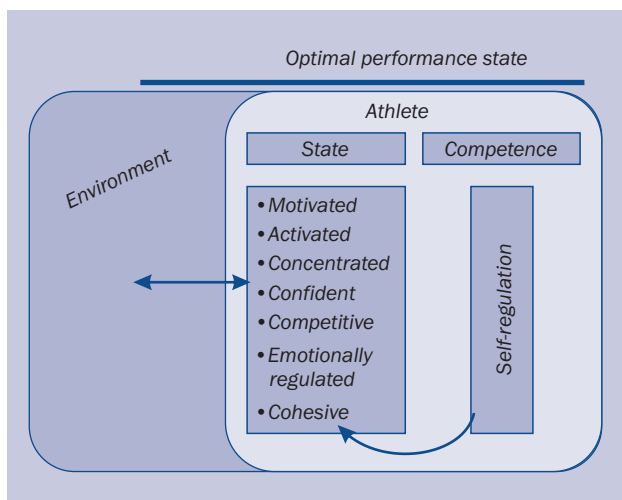 Optimal performance state
Athlete
State
Competence
Environment
•Motivated
•Activated
•Concentrated
•Confident
•Competitive
•Emotionally
regulated
•Cohesive
Self-regulation